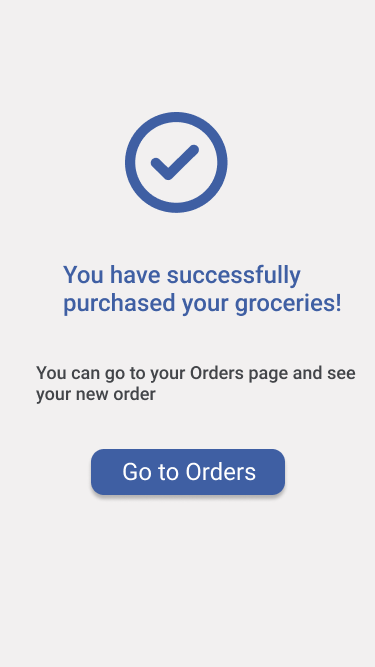 You have successfully
purchased your groceries!
You can go to your Orders page and see
your new order
Go to Orders